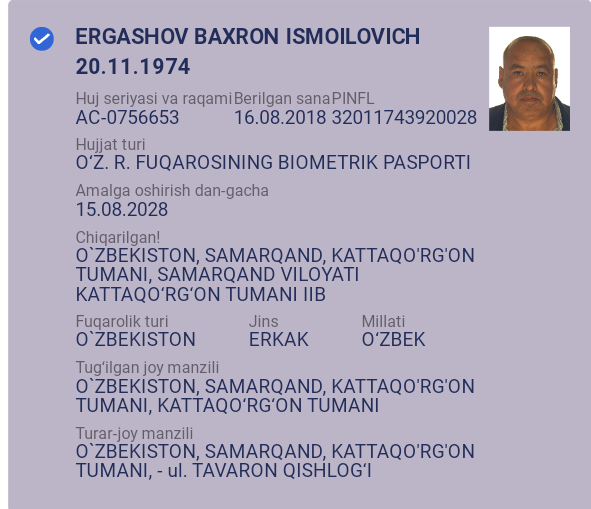 ERGASHOV BAXRON ISMOILOVICH
20.11.1974
Huj seriyasi va raqami Berilgan sana PINFL
AC-0756653 16.08.2018 32011743920028
Hujjat turi
O‘Z. R. FUQAROSINING BIOMETRIK PASPORTI
Amalga oshirish dan-gacha
15.08.2028
Chiqarilgan!
O`ZBEKISTON, SAMARQAND, KATTAQO'RG'ON
TUMANI, SAMARQAND VILOYATI
KATTAQO‘RG‘ON TUMANI IIB
Fuqarolik turi Jins Millati
O`ZBEKISTON ERKAK O‘ZBEK
Tug‘ilgan joy manzili
O`ZBEKISTON, SAMARQAND, KATTAQO'RG'ON
TUMANI, KATTAQO‘RG‘ON TUMANI
Turar-joy manzili
O`ZBEKISTON, SAMARQAND, KATTAQO'RG'ON
TUMANI, - ul. TAVARON QISHLOG‘I